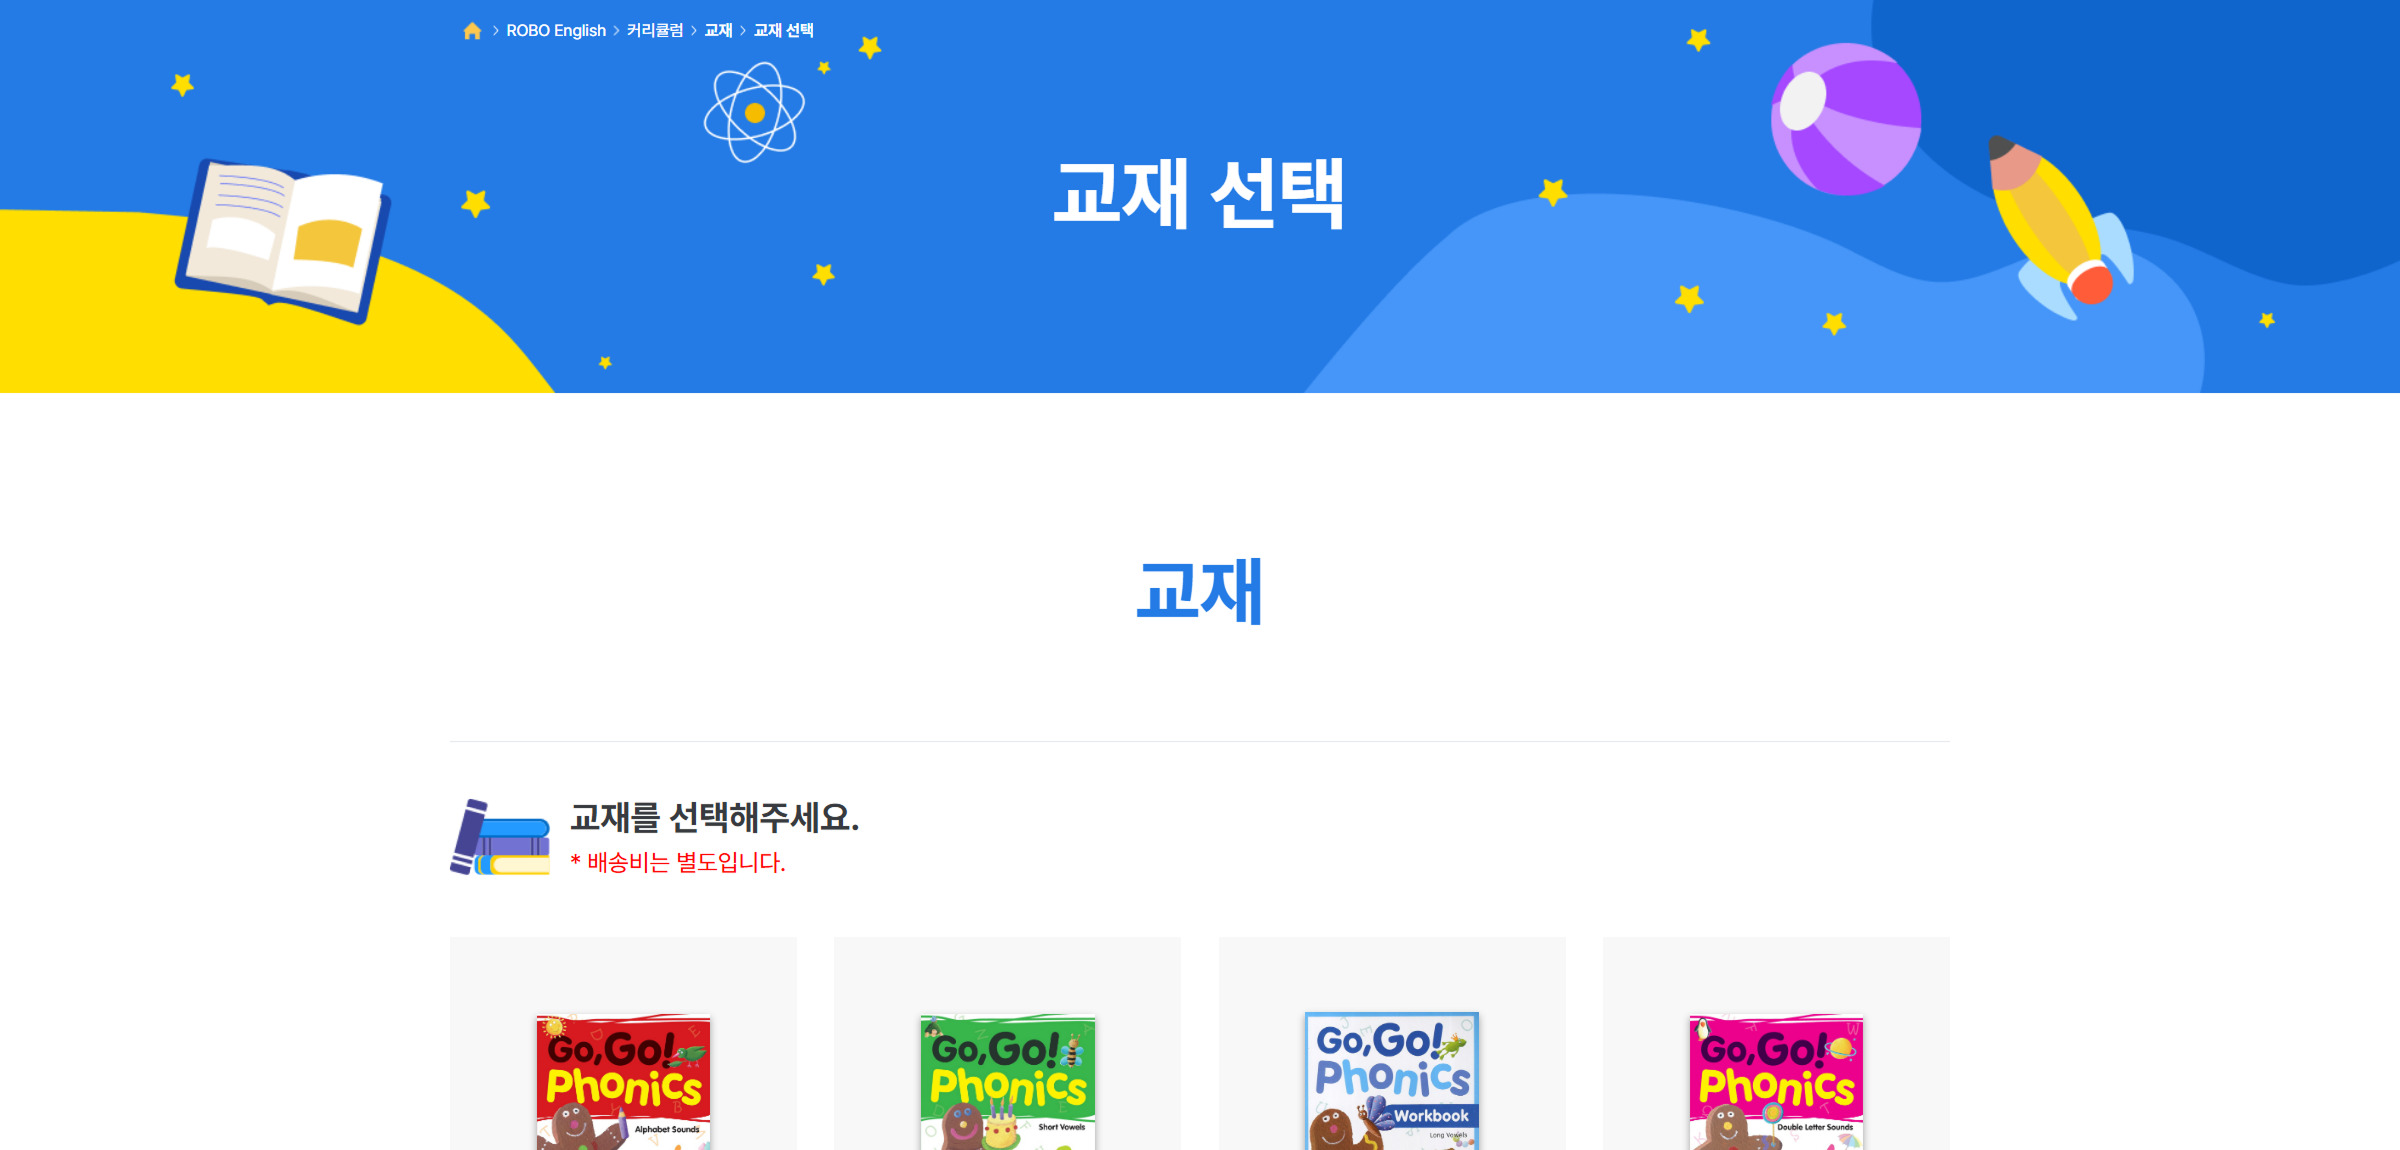 ROBO English
커리큘럼
교재
교재 선택
교재 선택
교재
교재를 선택해주세요.
* 배송비는 별도입니다.
Go,Go!
Phonics
Alphabet Sounds
Go,Go!
Phonics
Short Vowels
Go,Go!
Phonics
Workbook
Long Vowels
Go,Go!
Phonics
Double Letter Sounds